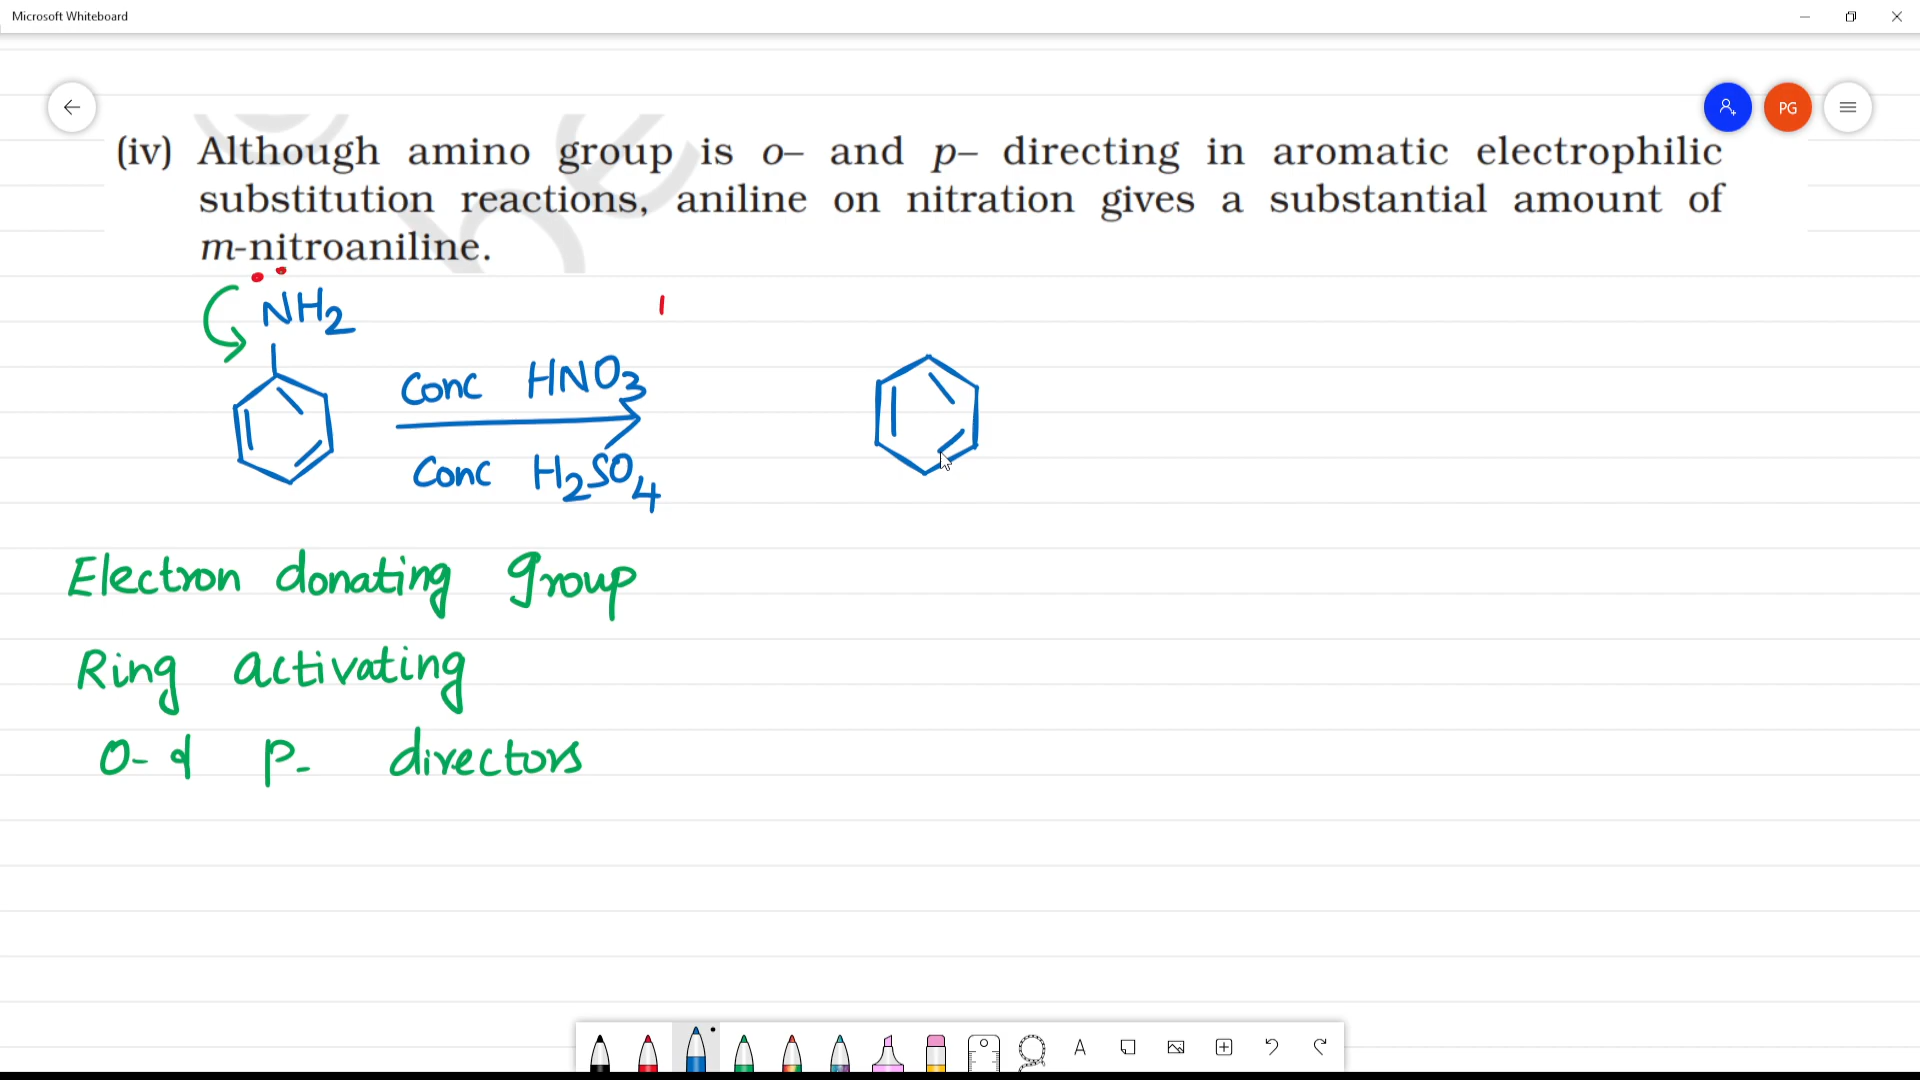 Microsoft Whiteboard
PG
(iv) Although amino group is o– and p– directing in aromatic electrophilic
substitution reactions, aniline on nitration gives a substantial amount of
m-nitroaniline.
NH2
Conc HNO3
Conc H2SO4
Electron donating group
Ring activating
O- & P- directors
A